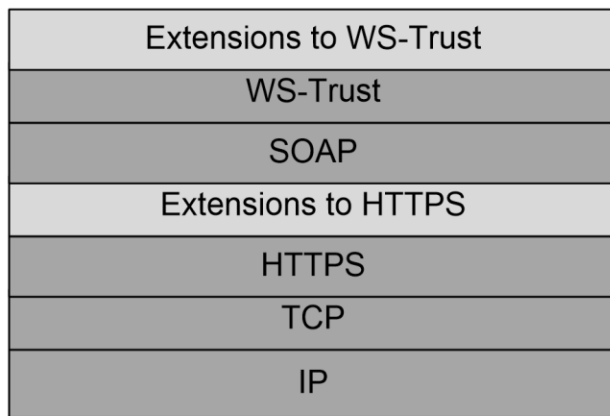 Extensions to WS-Trust
WS-Trust
SOAP
Extensions to HTTPS
HTTPS
TCP
IP